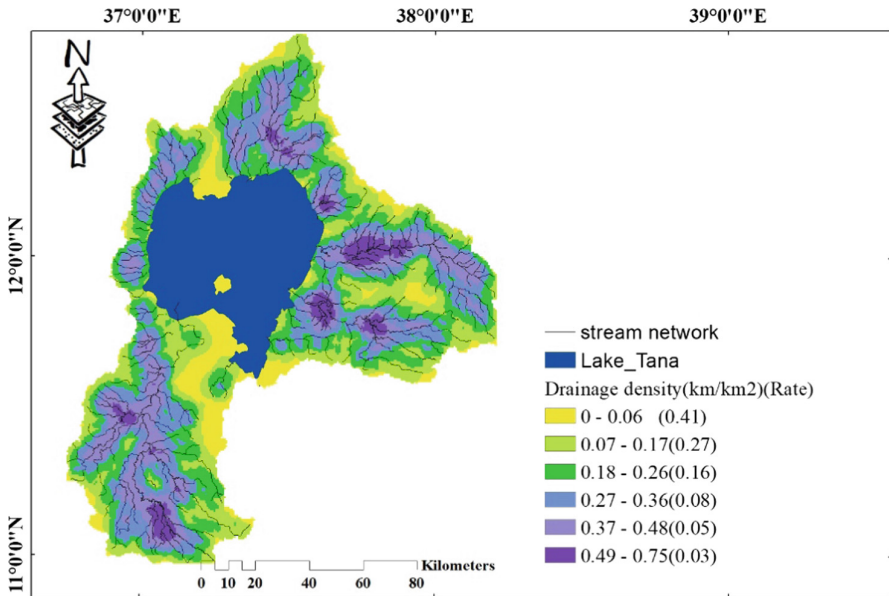 37°0'0"E 38°0'0"E 39°0'0"E
N
12°0'0"N
stream network
Lake_Tana
Drainage density(km/km2)(Rate)
0 - 0.06 (0.41)
0.07 - 0.17(0.27)
0.18 - 0.26(0.16)
0.27 - 0.36(0.08)
0.37 - 0.48(0.05)
0.49 - 0.75(0.03)
11°0'0"N
Kilometers
0 10 20 40 60 80